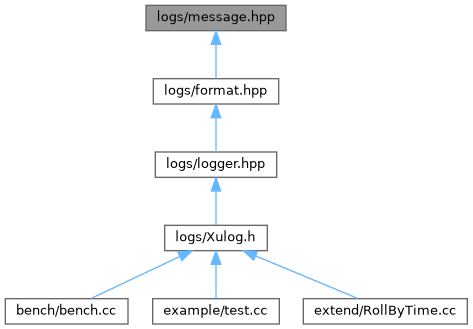 logs/message.hpp
logs/format.hpp
logs/logger.hpp
logs/Xulog.h
bench/bench.cc
example/test.cc
extend/RollByTime.cc